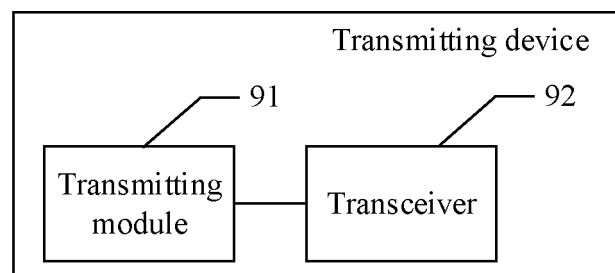 Transmitting device
91
92
Transmitting
module
Transceiver